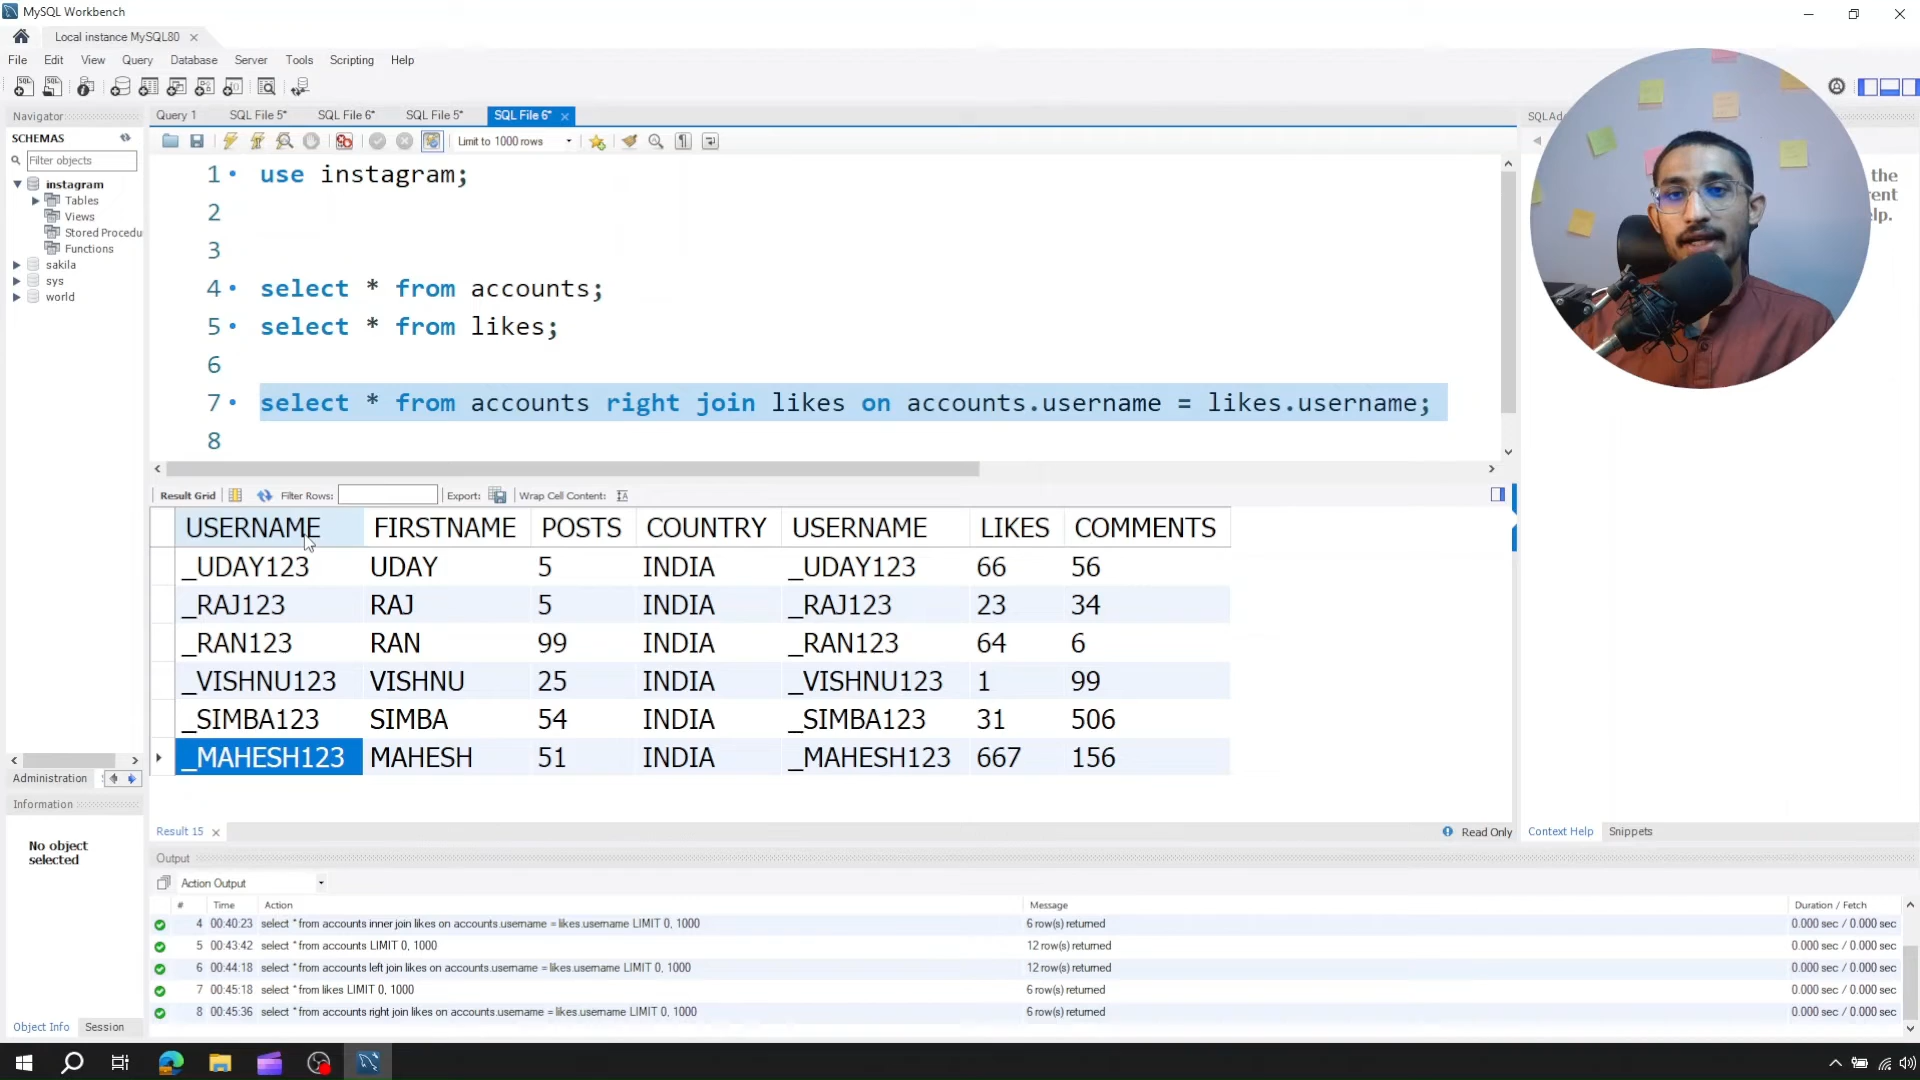 MySQL Workbench
Local instance MySQL80
File Edit View Query Database Server Tools Scripting Help
Navigator
SCHEMAS
Filter objects
instagram
Tables
Views
Stored Procedu
Functions
sakila
sys
world
Administration
Information
No object
selected
Object Info Session
Query 1 SQL File 5* SQL File 6* SQL File 5* SQL File 6*
Limit to 1000 rows
1 use instagram;
2
3
4 select * from accounts;
5 select * from likes;
6
7 select * from accounts right join likes on accounts.username = likes.username;
8
Result Grid Filter Rows: Export: Wrap Cell Content:
USERNAME FIRSTNAME POSTS COUNTRY USERNAME LIKES COMMENTS
_UDAY123 UDAY 5 INDIA _UDAY123 66 56
_RAJ123 RAJ 5 INDIA _RAJ123 23 34
_RAN123 RAN 99 INDIA _RAN123 64 6
_VISHNU123 VISHNU 25 INDIA _VISHNU123 1 99
_SIMBA123 SIMBA 54 INDIA _SIMBA123 31 506
_MAHESH123 MAHESH 51 INDIA _MAHESH123 667 156
Result 15
Read Only
Output
Action Output
# Time Action Message Duration / Fetch
4 00:40:23 select * from accounts inner join likes on accounts.username = likes.username LIMIT 0, 1000 6 row(s) returned 0.000 sec / 0.000 sec
5 00:43:42 select * from accounts LIMIT 0, 1000 12 row(s) returned 0.000 sec / 0.000 sec
6 00:44:18 select * from accounts left join likes on accounts.username = likes.username LIMIT 0, 1000 12 row(s) returned 0.000 sec / 0.000 sec
7 00:45:18 select * from likes LIMIT 0, 1000 6 row(s) returned 0.000 sec / 0.000 sec
8 00:45:36 select * from accounts right join likes on accounts.username = likes.username LIMIT 0, 1000 6 row(s) returned 0.000 sec / 0.000 sec
the
Context Help Snippets